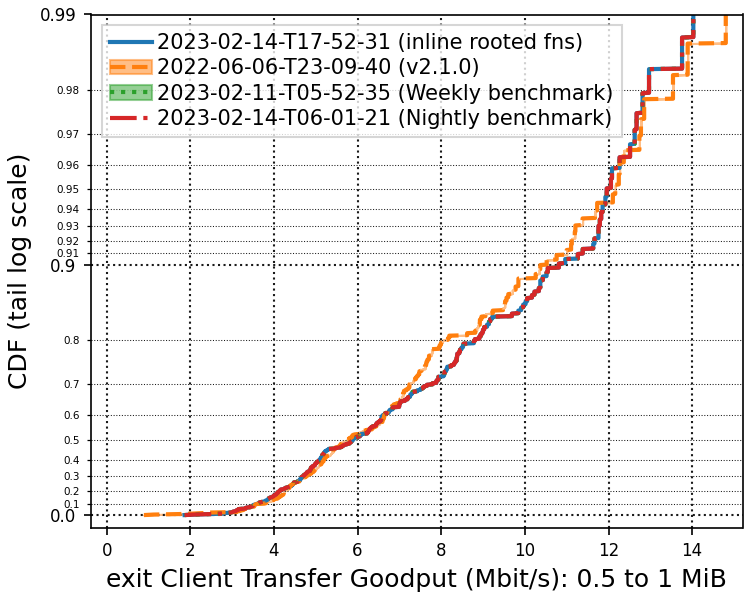 2023-02-14-T17-52-31 (inline rooted fns)
2022-06-06-T23-09-40 (v2.1.0)
2023-02-11-T05-52-35 (Weekly benchmark)
2023-02-14-T06-01-21 (Nightly benchmark)
CDF (tail log scale)
0.99
0.98
0.97
0.96
0.95
0.94
0.93
0.92
0.91
0.9
0.8
0.7
0.6
0.5
0.4
0.3
0.2
0.1
0.0
0 2 4 6 8 10 12 14
exit Client Transfer Goodput (Mbit/s): 0.5 to 1 MiB